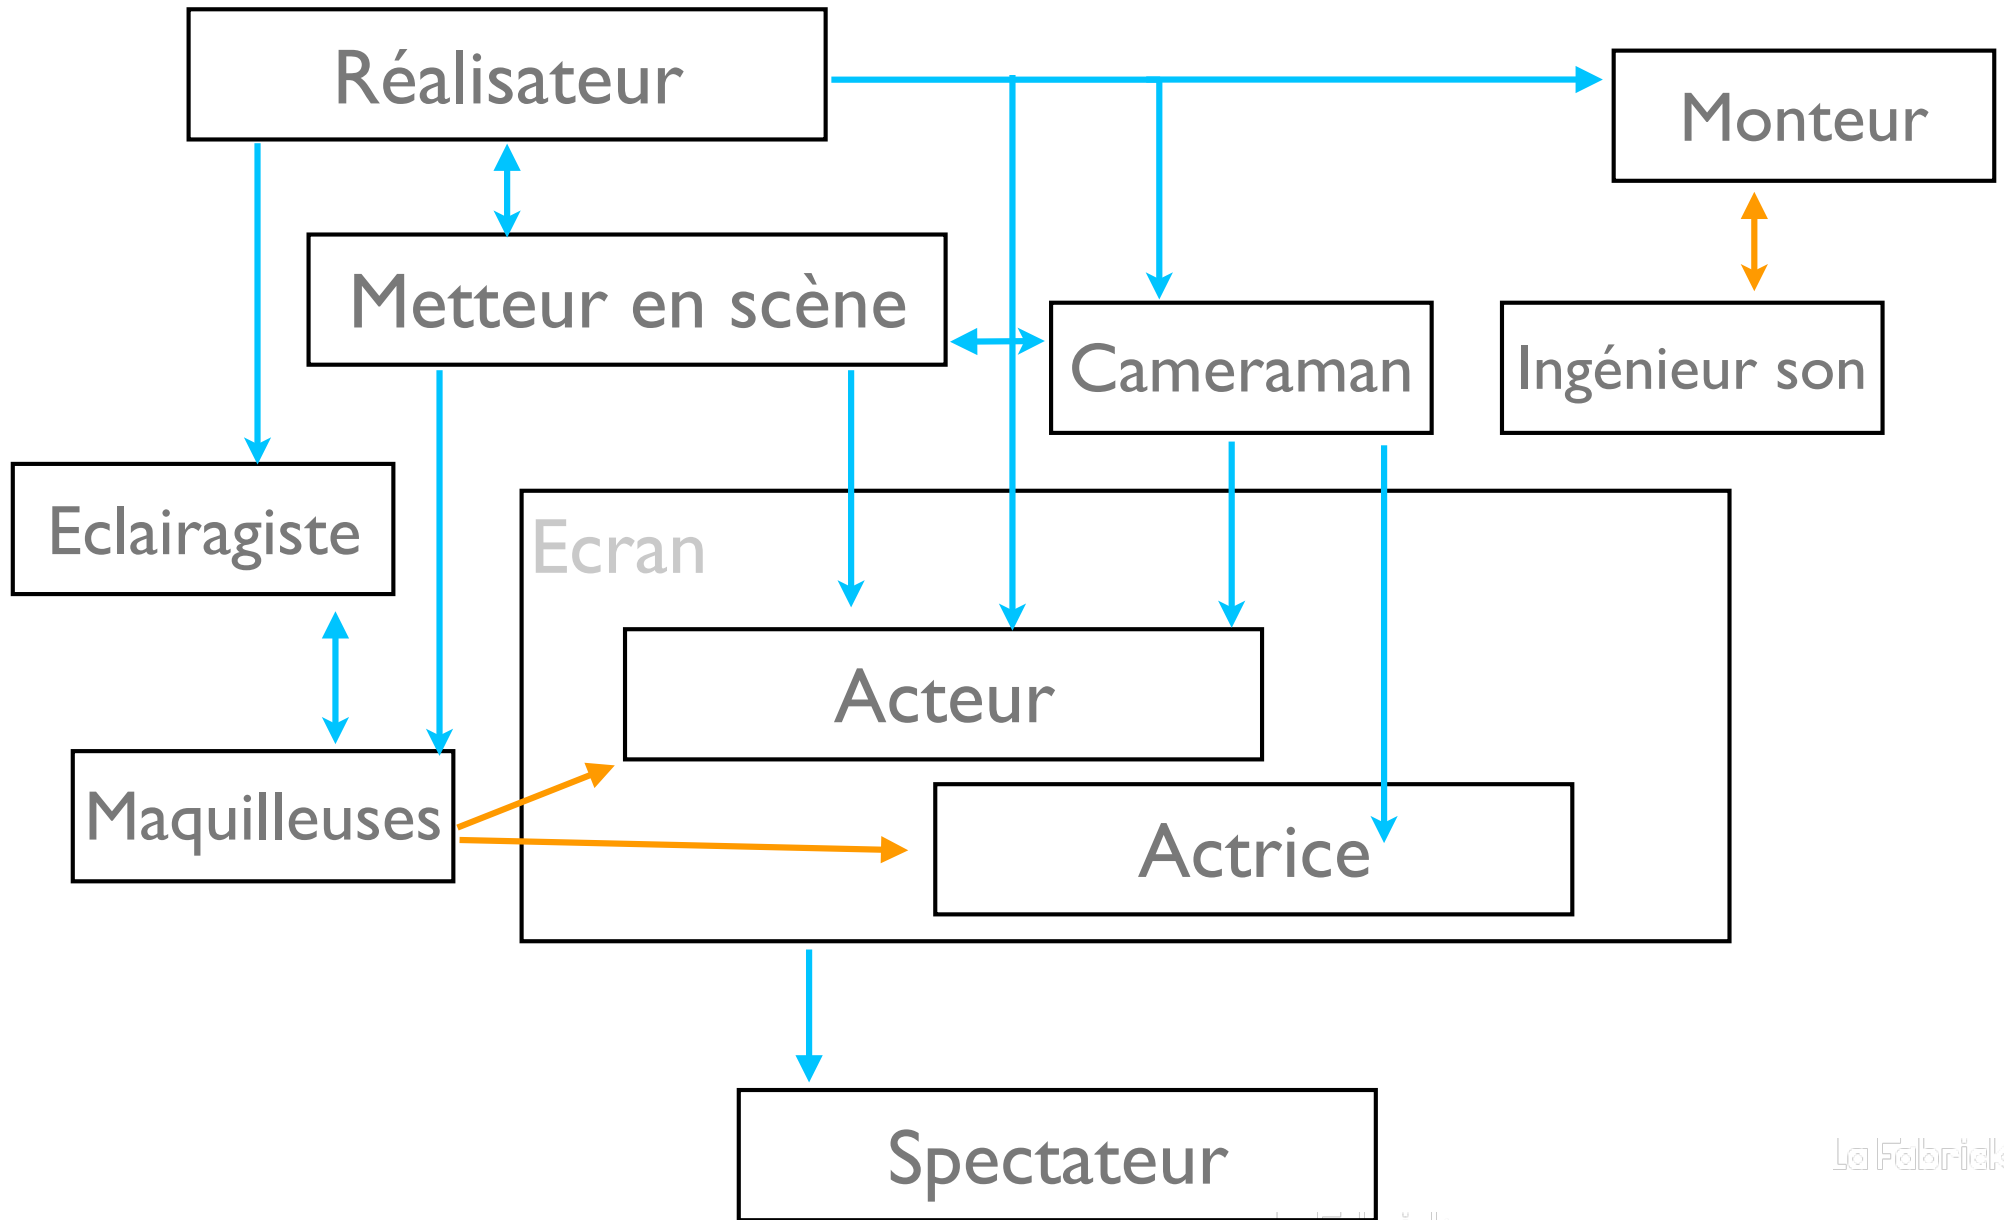 Réalisateur
Monteur
Metteur en scène
Cameraman
Ingénieur son
Eclairagiste
Ecran
Acteur
Maquilleuses
Actrice
Spectateur
La Fabrick